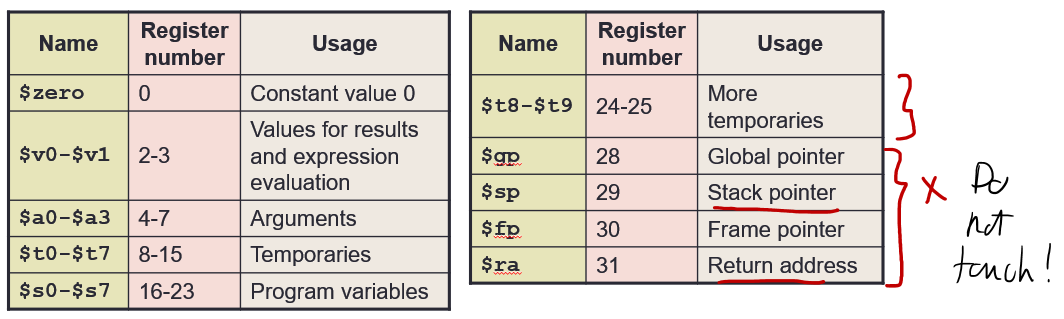 Name Register number Usage
$zero 0 Constant value 0
$v0-$v1 2-3 Values for results and expression evaluation
$a0-$a3 4-7 Arguments
$t0-$t7 8-15 Temporaries
$s0-$s7 16-23 Program variables
Name Register number Usage
$t8-$t9 24-25 More temporaries
$gp 28 Global pointer
$sp 29 Stack pointer
$fp 30 Frame pointer
$ra 31 Return address
X Do
not
touch!